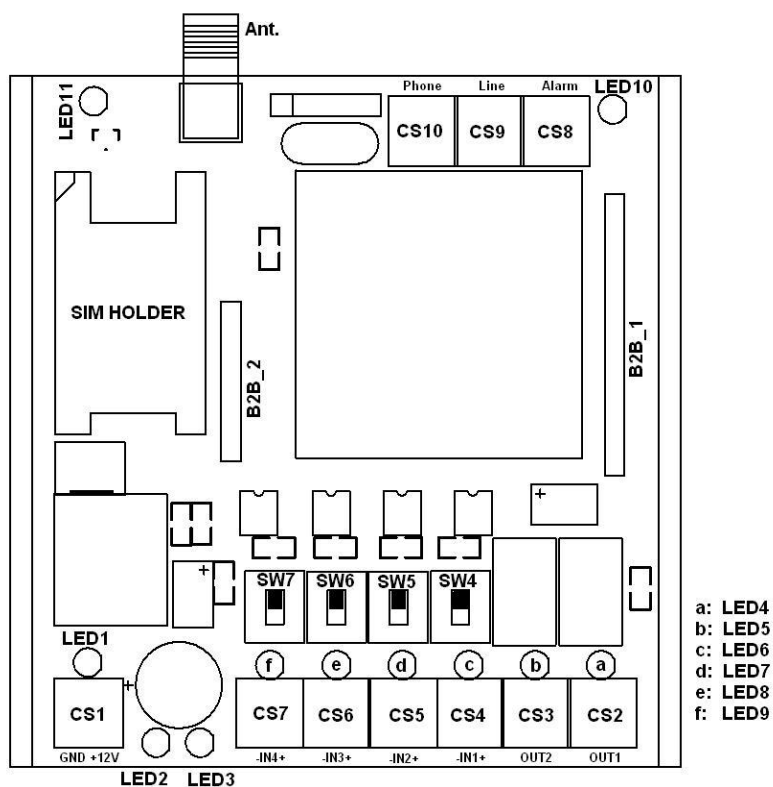 Ant.
Phone Line Alarm
LED11
LED10
CS10 CS9 CS8
SIM HOLDER
B2B_2
B2B_1
+
SW7 SW6 SW5 SW4
+
a: LED4
b: LED5
c: LED6
d: LED7
e: LED8
f: LED9
LED1
f e d c b a
+
CS1 CS7 CS6 CS5 CS4 CS3 CS2
GND +12V -IN4+ -IN3+ -IN2+ -IN1+ OUT2 OUT1
LED2 LED3